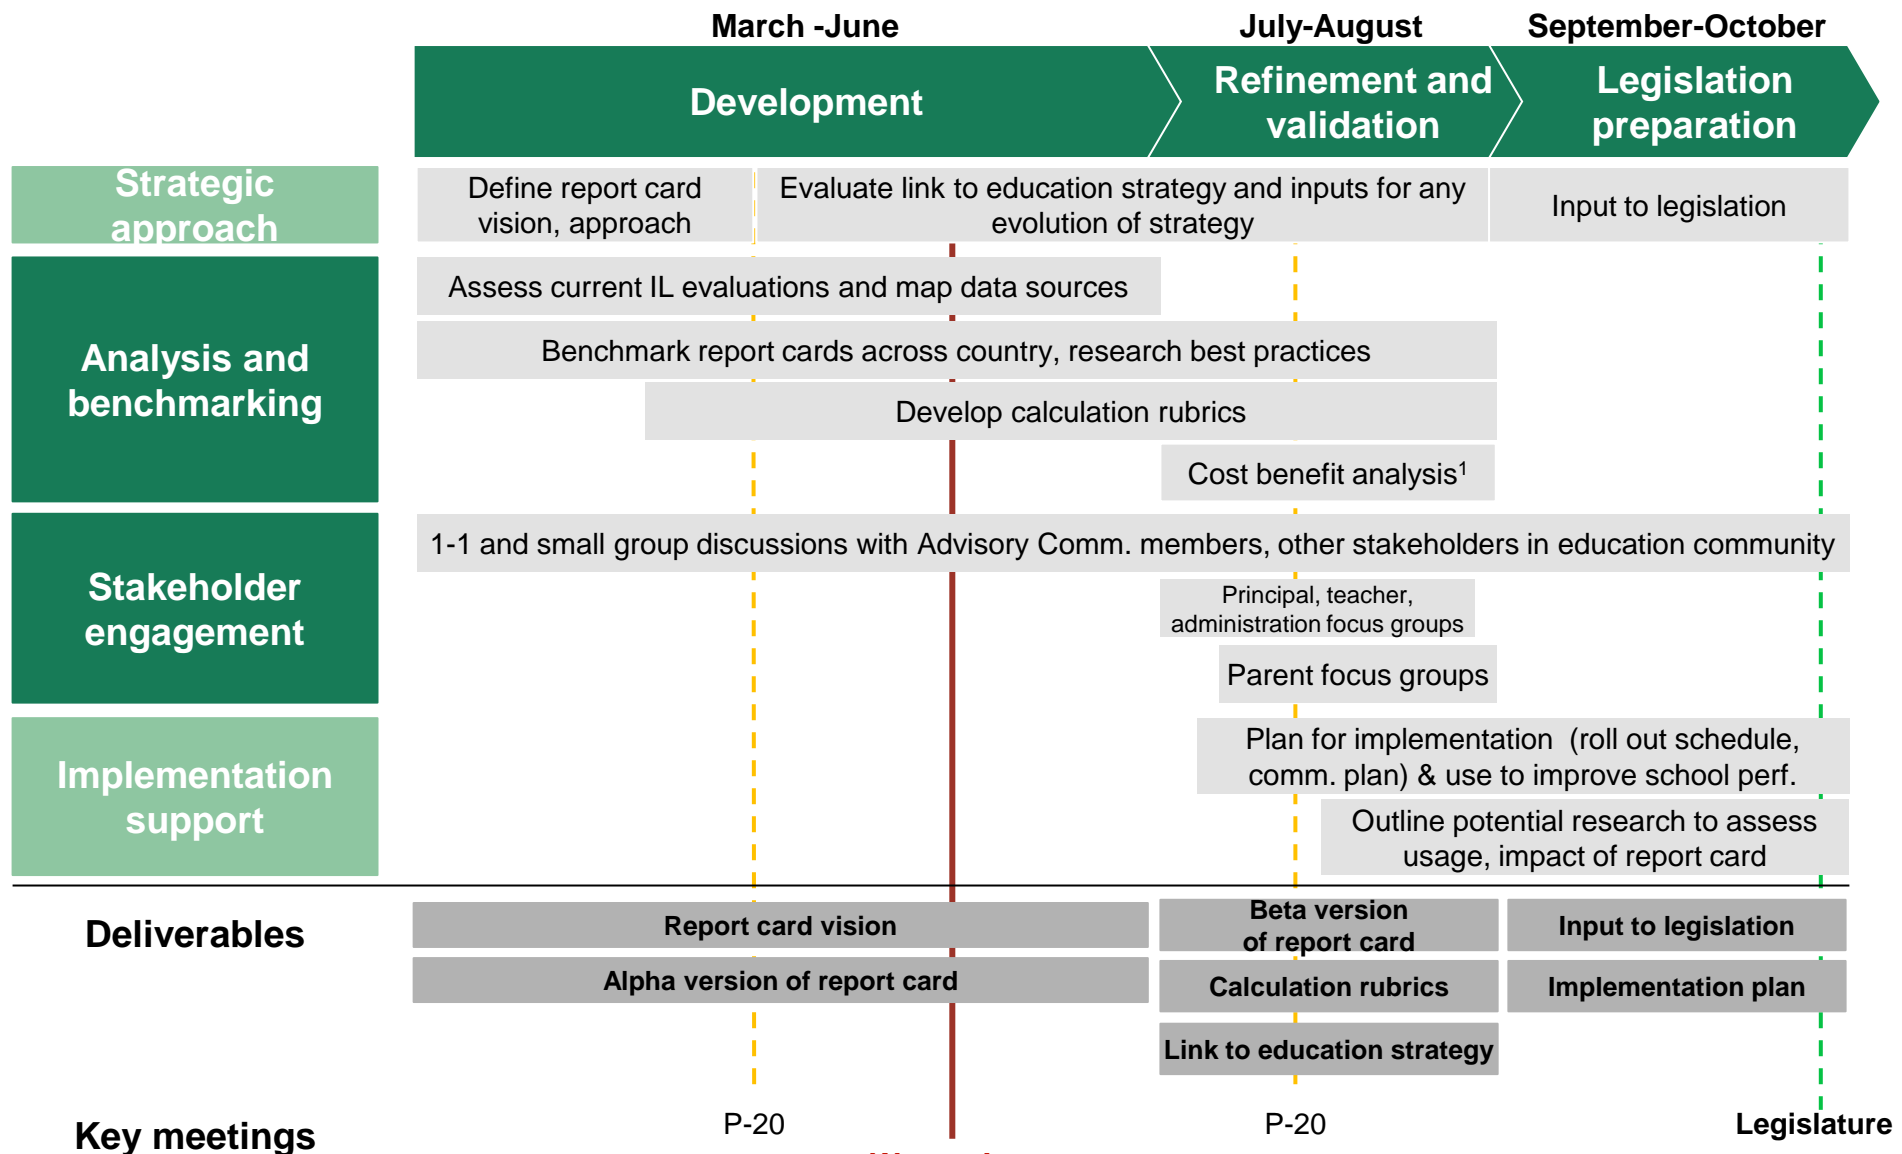 March -June
July-August
September-October
Development
Refinement and
validation
Legislation
preparation
Strategic
approach
Define report card
vision, approach
Evaluate link to education strategy and inputs for any
evolution of strategy
Input to legislation
Analysis and
benchmarking
Assess current IL evaluations and map data sources
Benchmark report cards across country, research best practices
Develop calculation rubrics
Cost benefit analysis¹
Stakeholder
engagement
1-1 and small group discussions with Advisory Comm. members, other stakeholders in education community
Principal, teacher,
administration focus groups
Parent focus groups
Implementation
support
Plan for implementation (roll out schedule,
comm. plan) & use to improve school perf.
Outline potential research to assess
usage, impact of report card
Deliverables
Report card vision
Beta version
of report card
Input to legislation
Alpha version of report card
Calculation rubrics
Implementation plan
Link to education strategy
Key meetings
P-20
P-20
Legislature